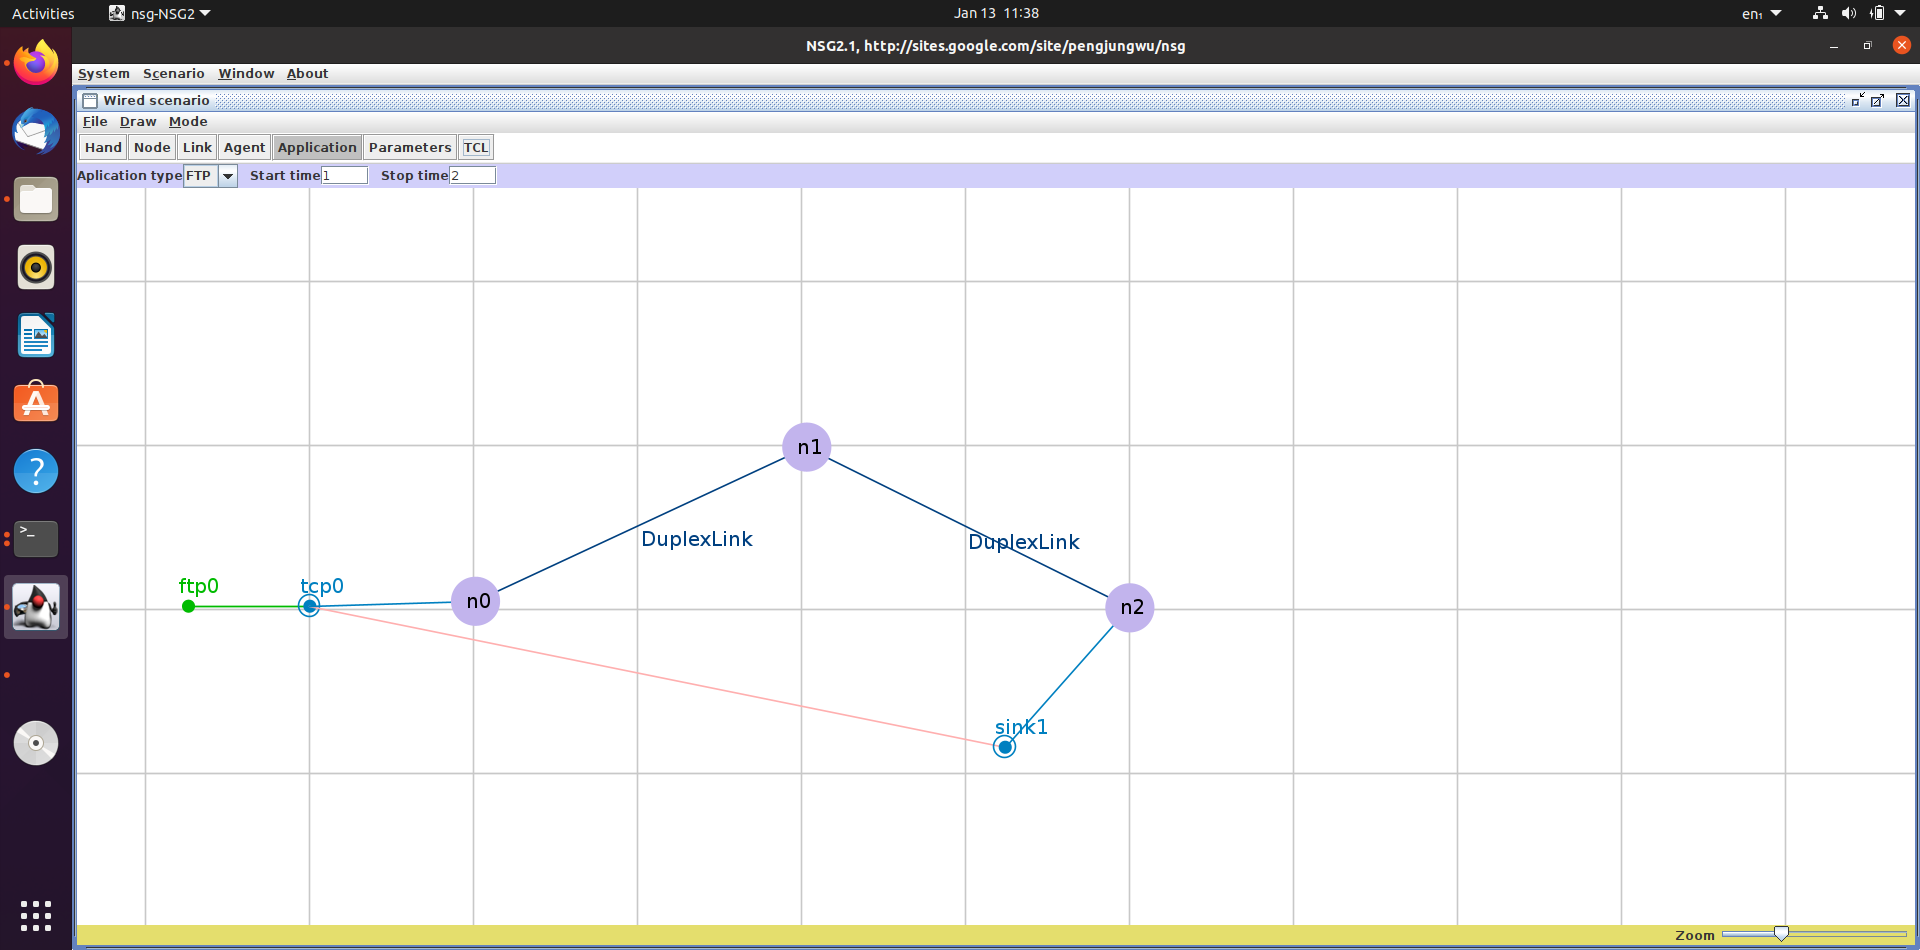 Activities nsg-NSG2 Jan 13 11:38 en1
NSG2.1, http://sites.google.com/site/pengjungwu/nsg
System Scenario Window About
Wired scenario
File Draw Mode
Hand Node Link Agent Application Parameters TCL
Aplication type FTP Start time 1 Stop time 2
n1
DuplexLink DuplexLink
ftp0 tcp0 n0 n2
sink1
Zoom